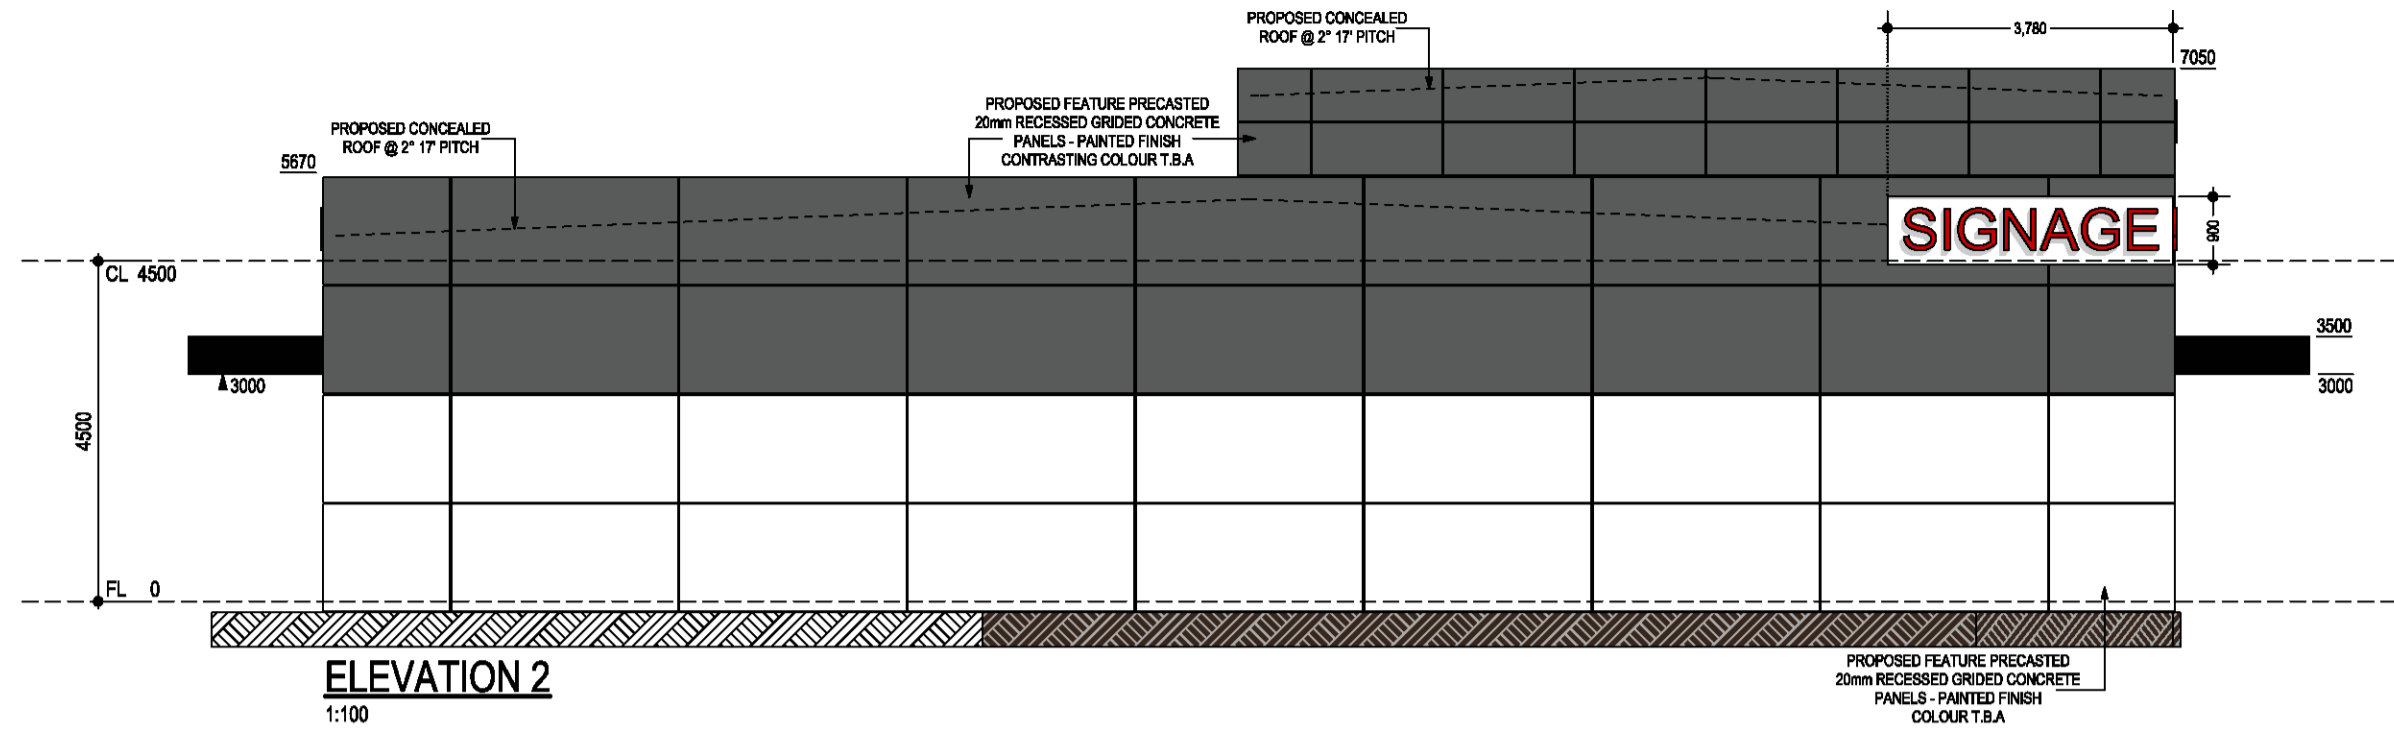 PROPOSED CONCEALED
ROOF @ 2° 17' PITCH
3,780
7050
PROPOSED FEATURE PRECASTED
20mm RECESSED GRIDED CONCRETE
PANELS - PAINTED FINISH
CONTRASTING COLOUR T.B.A
PROPOSED CONCEALED
ROOF @ 2° 17' PITCH
5670
SIGNAGE
900
CL 4500
3500
3000
3000
4500
FL 0
ELEVATION 2
1:100
PROPOSED FEATURE PRECASTED
20mm RECESSED GRIDED CONCRETE
PANELS - PAINTED FINISH
COLOUR T.B.A